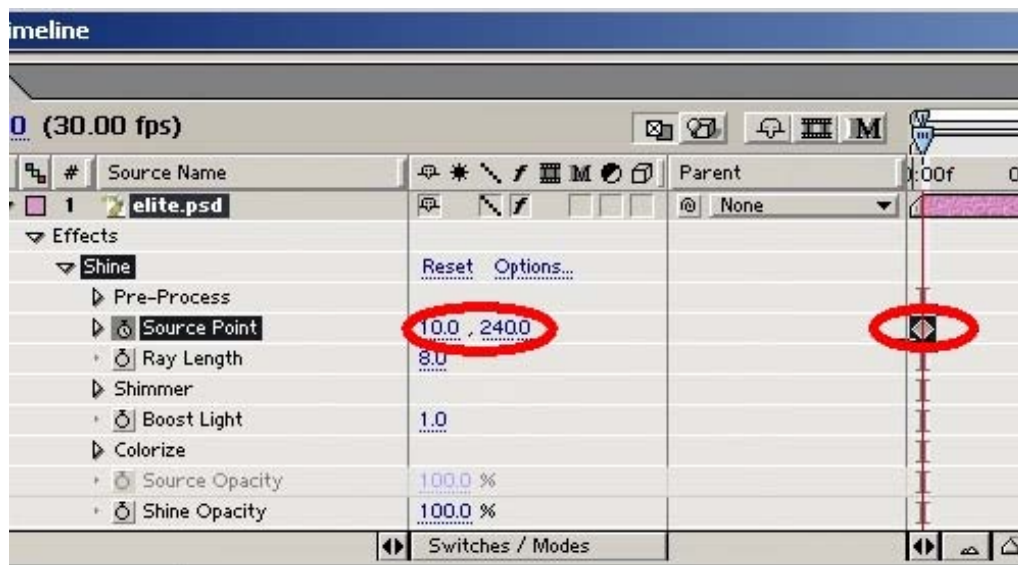 imeline
0 (30.00 fps)
M
# Source Name M Parent :00f 0
1 elite.psd None
Effects
Shine Reset Options...
Pre-Process
Source Point 10.0 , 240.0
Ray Length 8.0
Shimmer
Boost Light 1.0
Colorize
Source Opacity 100.0 %
Shine Opacity 100.0 %
Switches / Modes